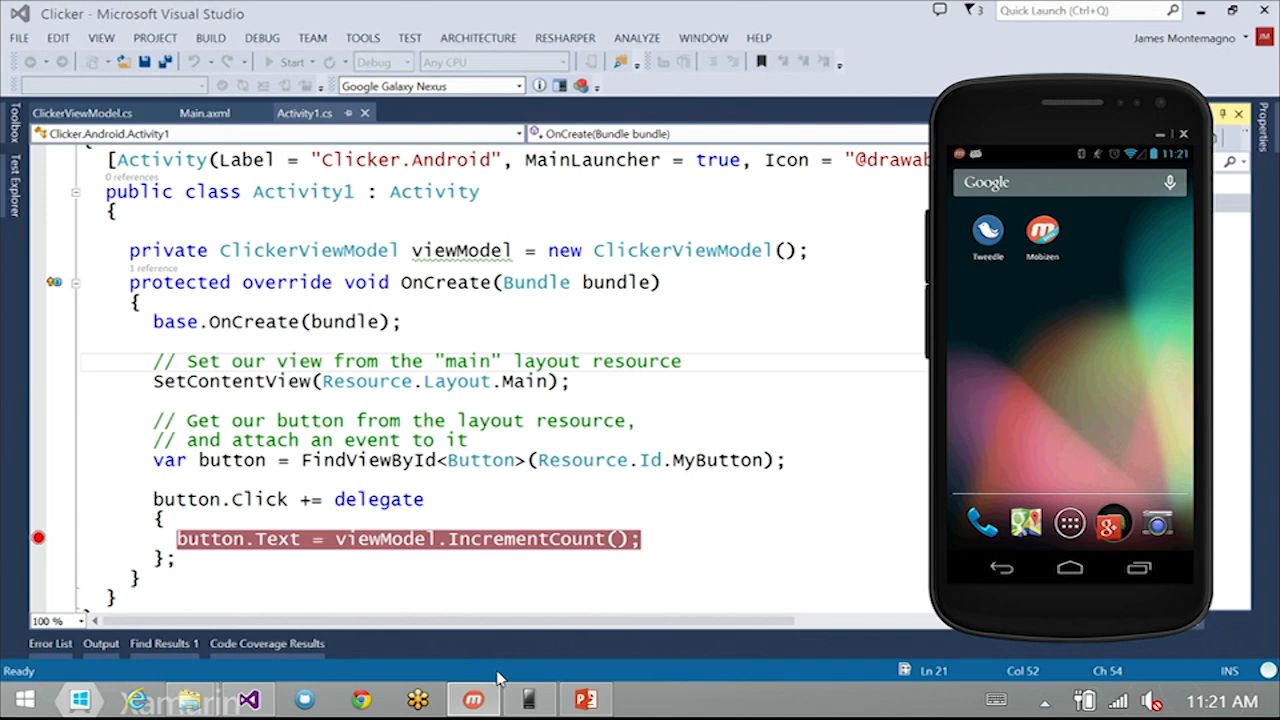 Clicker - Microsoft Visual Studio
3
Quick Launch (Ctrl+Q)
FILE EDIT VIEW PROJECT BUILD DEBUG TEAM TOOLS TEST ARCHITECTURE RESHARPER ANALYZE WINDOW HELP
James Montemagno
JM
Start Debug Any CPU
Google Galaxy Nexus
Toolbox
Test Explorer
Properties
ClickerViewModel.cs Main.axml Activity1.cs
Clicker.Android.Activity1 OnCreate(Bundle bundle)
{
[Activity(Label = "Clicker.Android", MainLauncher = true, Icon = "@drawab
0 references
public class Activity1 : Activity
{
private ClickerViewModel viewModel = new ClickerViewModel();
1 reference
protected override void OnCreate(Bundle bundle)
{
base.OnCreate(bundle);
// Set our view from the "main" layout resource
SetContentView(Resource.Layout.Main);
// Get our button from the layout resource,
// and attach an event to it
var button = FindViewById<Button>(Resource.Id.MyButton);
button.Click += delegate
{
button.Text = viewModel.IncrementCount();
};
}
}
100 %
Error List Output Find Results 1 Code Coverage Results
Ready Ln 21 Col 52 Ch 54 INS
11:21
Google
Tweedle Mobizen
Xamarin
11:21 AM